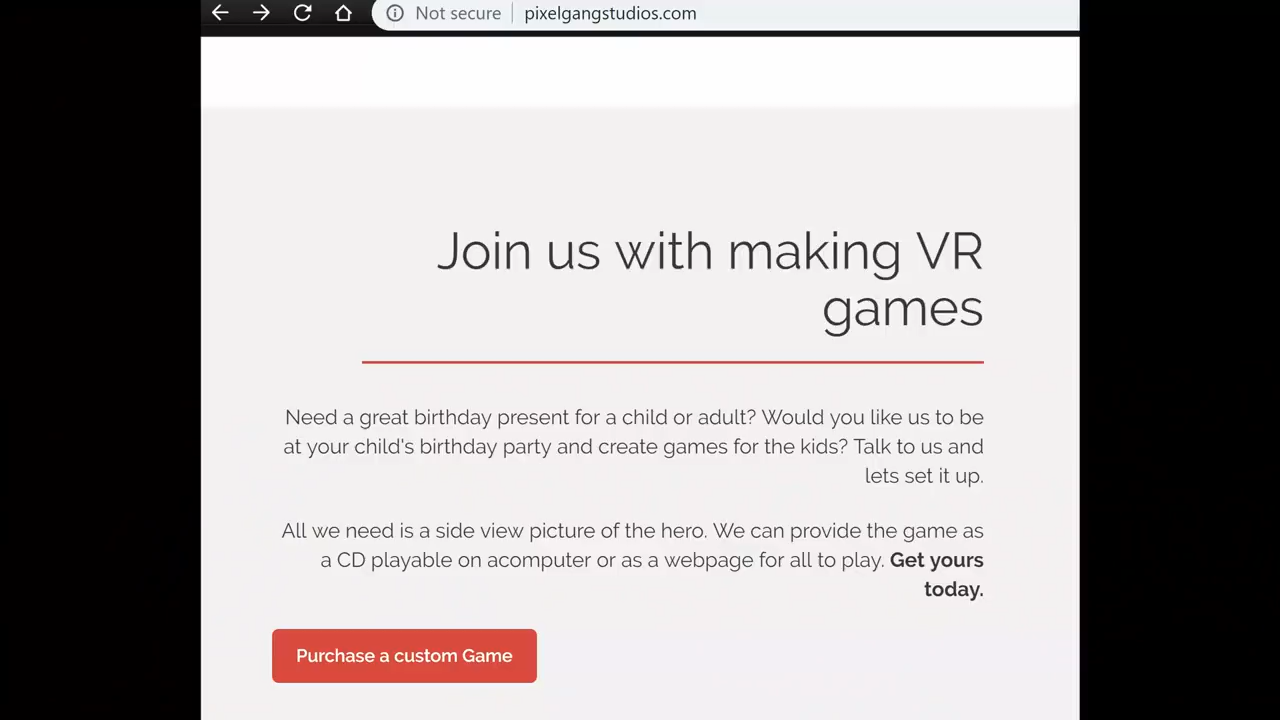 Not secure pixelgangstudios.com
Join us with making VR
games
Need a great birthday present for a child or adult? Would you like us to be
at your child's birthday party and create games for the kids? Talk to us and
lets set it up.
All we need is a side view picture of the hero. We can provide the game as
a CD playable on acomputer or as a webpage for all to play. Get yours
today.
Purchase a custom Game